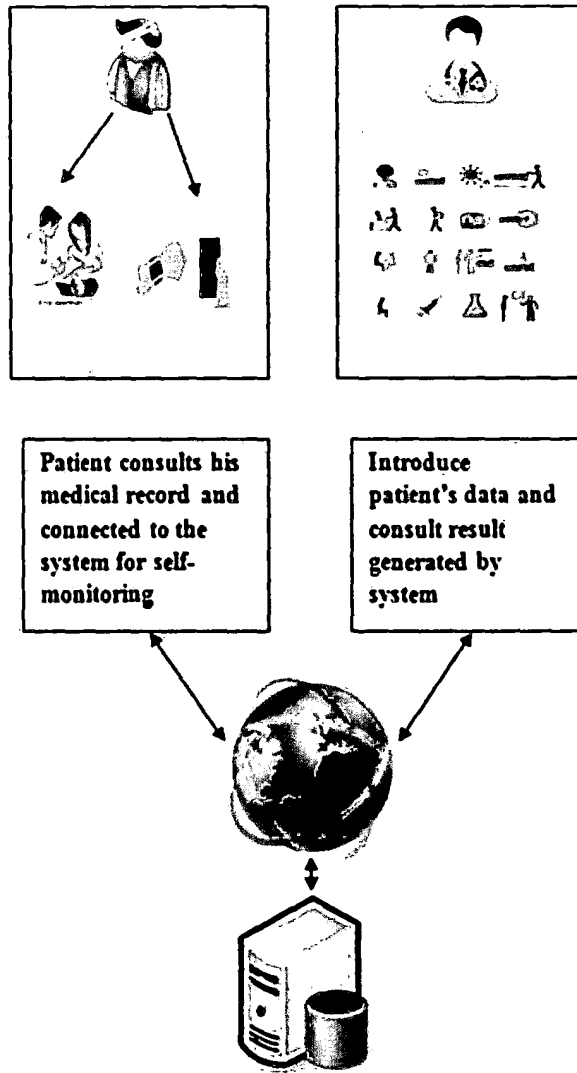 Patient consults his
medical record and
connected to the
system for self-
monitoring
Introduce
patient's data and
consult result
generated by
system